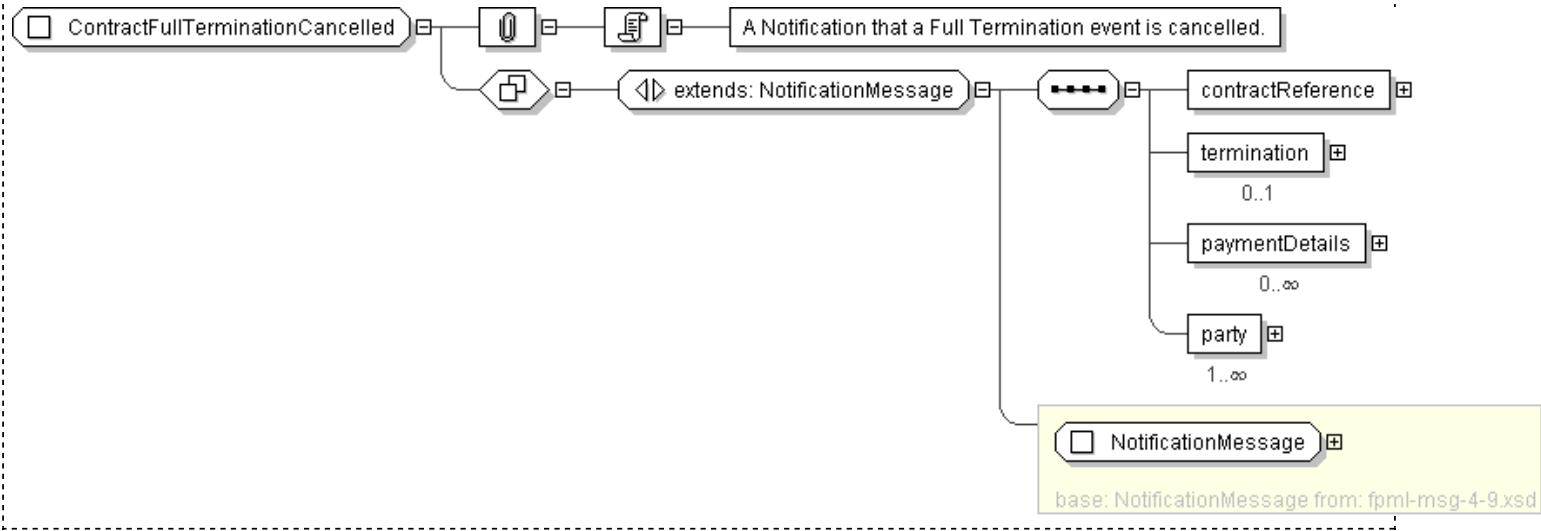 ContractFullTerminationCancelled
A Notification that a Full Termination event is cancelled.
extends: NotificationMessage
contractReference
termination
0..1
paymentDetails
0..∞
party
1..∞
NotificationMessage
base: NotificationMessage from: fpml-msg-4-9.xsd